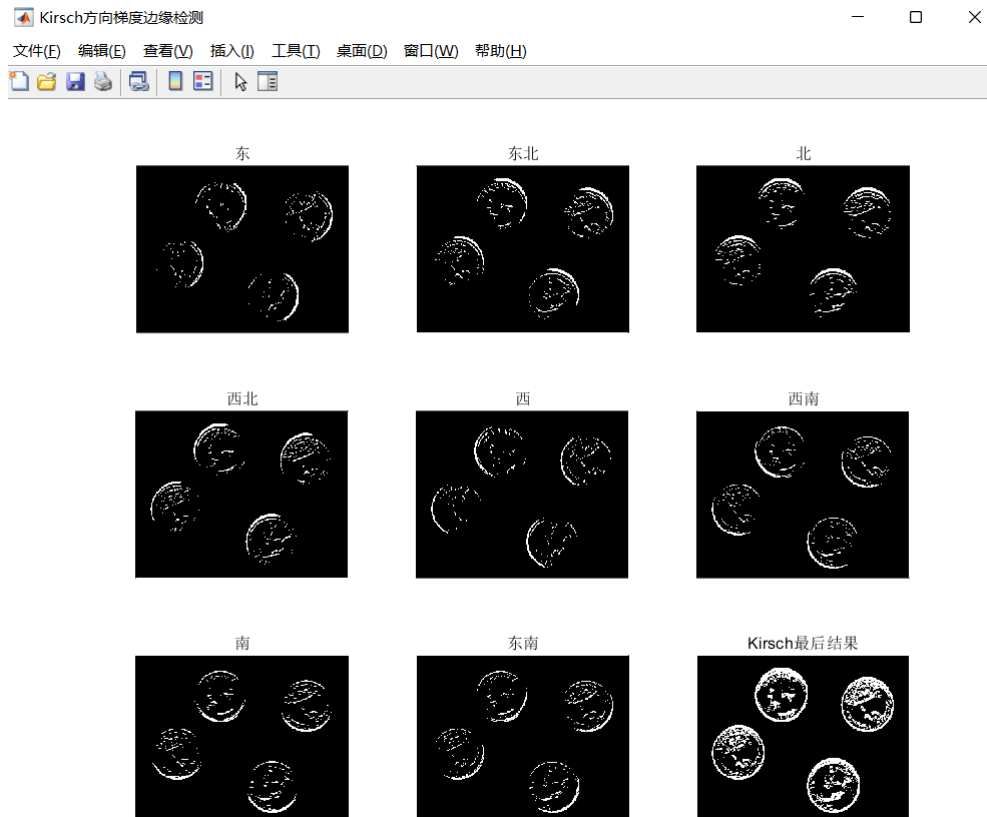 Kirsch方向梯度边缘检测
文件(F) 编辑(E) 查看(V) 插入(I) 工具(T) 桌面(D) 窗口(W) 帮助(H)
东 东北 北
西北 西 西南
南 东南 Kirsch最后结果